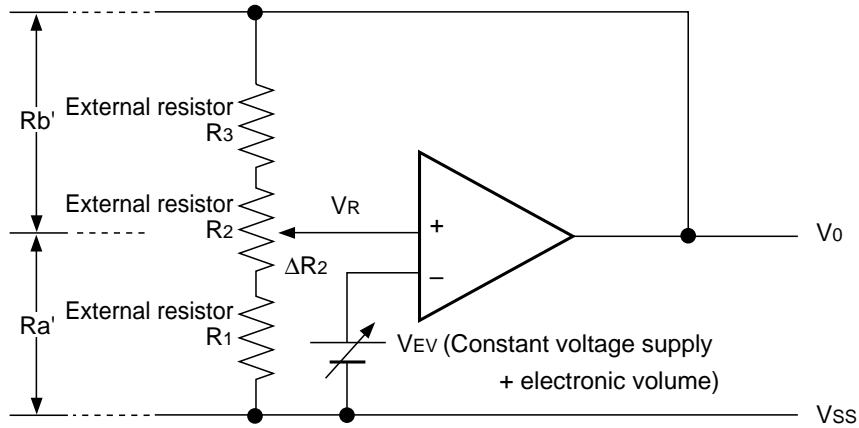 Rb'
External resistor
R3
External resistor
R2
VR
+
−
V0
ΔR2
Ra'
External resistor
R1
VEV (Constant voltage supply
+ electronic volume)
VSS